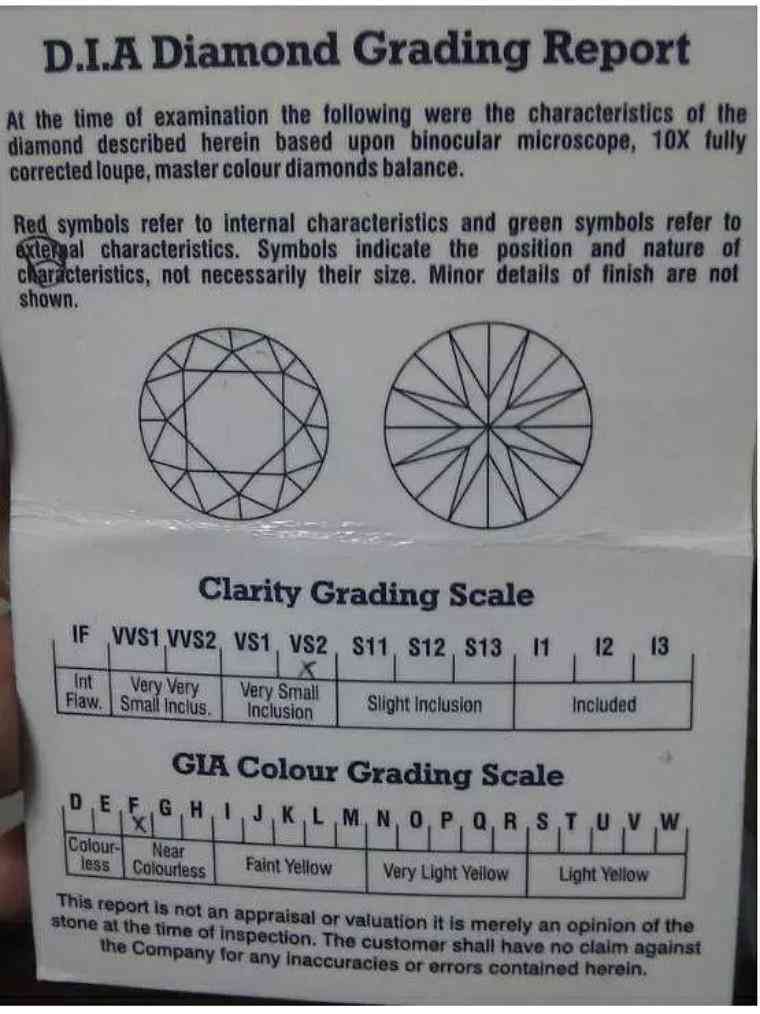 D.I.A Diamond Grading Report
At the time of examination the following were the characteristics of the
diamond described herein based upon binocular microscope, 10X fully
corrected loupe, master colour diamonds balance.
Red symbols refer to internal characteristics and green symbols refer to
external characteristics. Symbols indicate the position and nature of
characteristics, not necessarily their size. Minor details of finish are not
shown.
Clarity Grading Scale
IF VVS1 VVS2 VS1 VS2 S11 S12 S13 I1 I2 I3
X
Int Very Very Very Small Slight Inclusion Included
Flaw. Small Inclus. Inclusion
GIA Colour Grading Scale
D E F G H I J K L M N O P Q R S T U V W
X
Colour- Near Faint Yellow Very Light Yellow Light Yellow
less Colourless
This report is not an appraisal or valuation it is merely an opinion of the
stone at the time of inspection. The customer shall have no claim against
the Company for any inaccuracies or errors contained herein.